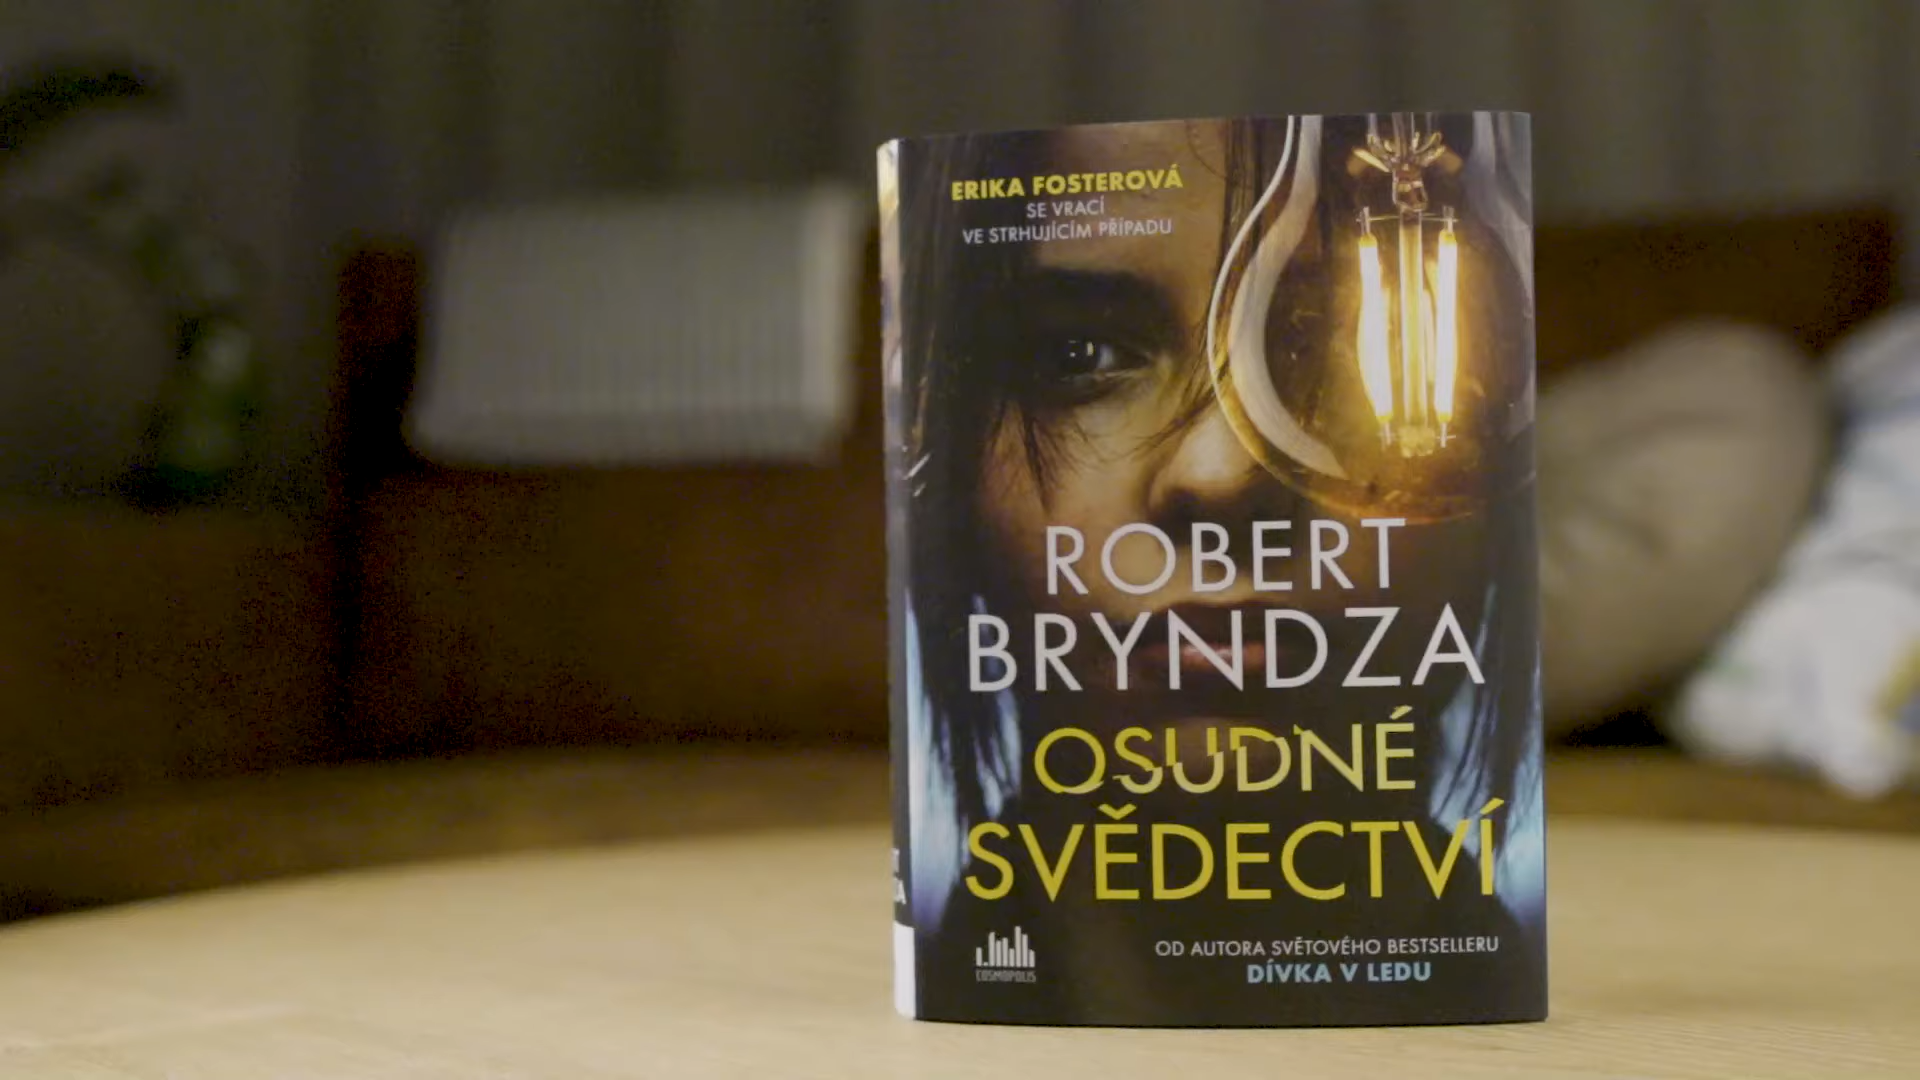 ERIKA FOSTEROVÁ
SE VRACÍ
VE STRHUJÍCÍM PŘÍPADU
ROBERT
BRYNDZA
OSUDNÉ
SVĚDECTVÍ
COSMOPOLIS
OD AUTORA SVĚTOVÉHO BESTSELLERU
DÍVKA V LEDU